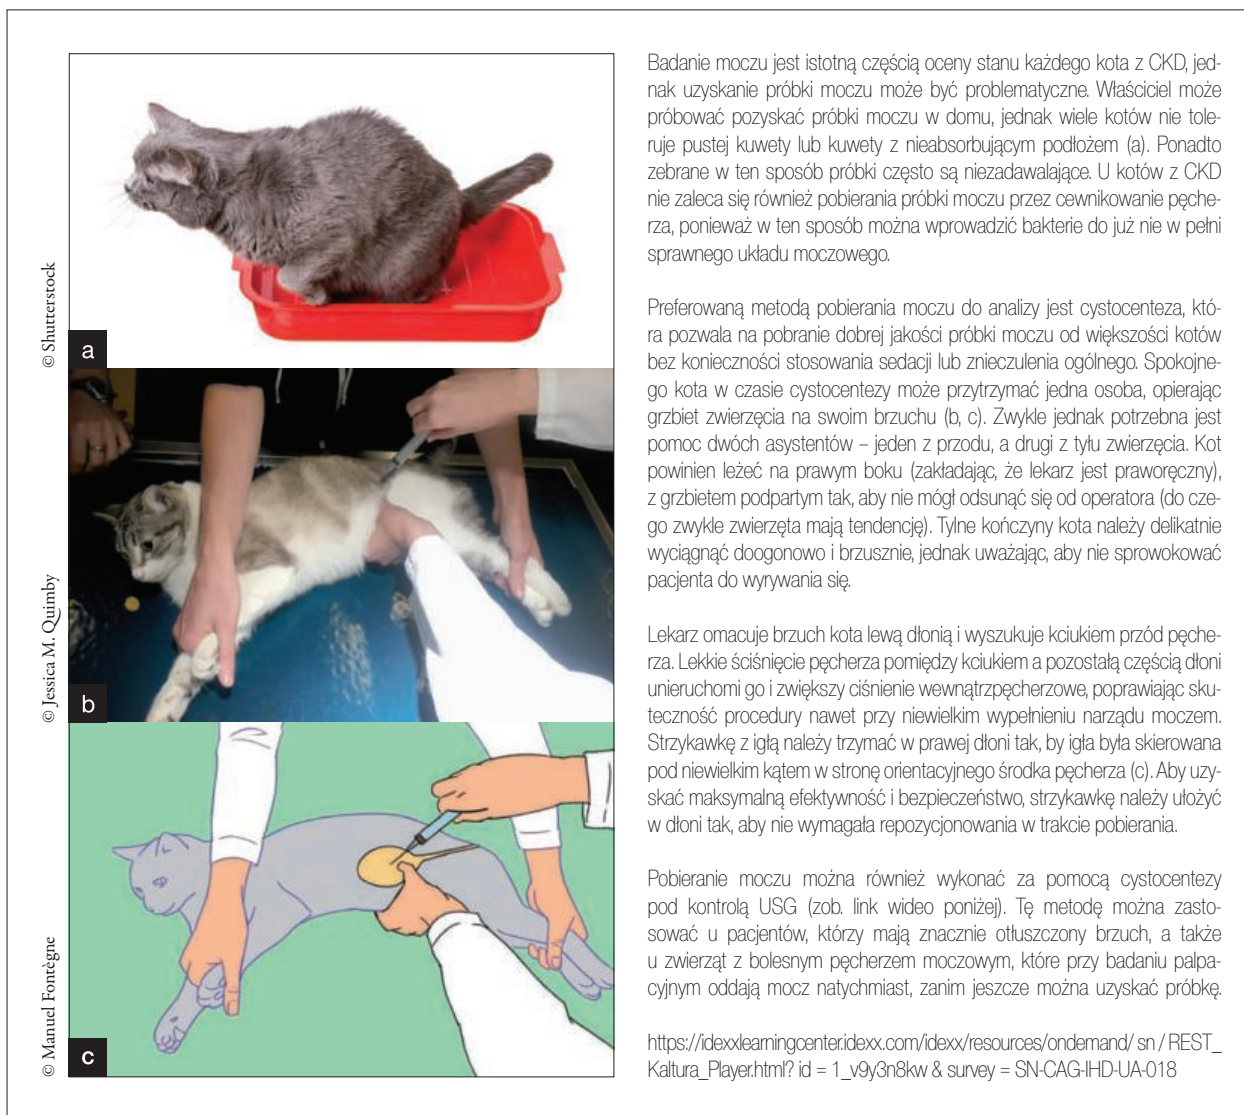 © Shutterstock
a
© Jessica M. Quimby
b
© Manuel Fontègne
c
Badanie moczu jest istotną częścią oceny stanu każdego kota z CKD, jed-
nak uzyskanie próbki moczu może być problematyczne. Właściciel może
próbować pozyskać próbki moczu w domu, jednak wiele kotów nie tole-
ruje pustej kuwety lub kuwety z nieabsorbującym podłożem (a). Ponadto
zebrane w ten sposób próbki często są niezadawalające. U kotów z CKD
nie zaleca się również pobierania próbki moczu przez cewnikowanie pęche-
rza, ponieważ w ten sposób można wprowadzić bakterie do już nie w pełni
sprawnego układu moczowego.
Preferowaną metodą pobierania moczu do analizy jest cystocenteza, któ-
ra pozwala na pobranie dobrej jakości próbki moczu od większości kotów
bez konieczności stosowania sedacji lub znieczulenia ogólnego. Spokojne-
go kota w czasie cystocentezy może przytrzymać jedna osoba, opierając
grzbiet zwierzęcia na swoim brzuchu (b, c). Zwykle jednak potrzebna jest
pomoc dwóch asystentów – jeden z przodu, a drugi z tyłu zwierzęcia. Kot
powinien leżeć na prawym boku (zakładając, że lekarz jest praworęczny),
z grzbietem podpartym tak, aby nie mógł odsunąć się od operatora (do cze-
go zwykle zwierzęta mają tendencję). Tylne kończyny kota należy delikatnie
wyciągnąć doogonowo i brzusznie, jednak uważając, aby nie sprowokować
pacjenta do wyrywania się.
Lekarz omacuje brzuch kota lewą dłonią i wyszukuje kciukiem przód pęche-
rza. Lekkie ściśnięcie pęcherza pomiędzy kciukiem a pozostałą częścią dłoni
unieruchomi go i zwiększy ciśnienie wewnątrzpęcherzowe, poprawiając sku-
teczność procedury nawet przy niewielkim wypełnieniu narządu moczem.
Strzykawkę z igłą należy trzymać w prawej dłoni tak, by igła była skierowana
pod niewielkim kątem w stronę orientacyjnego środka pęcherza (c). Aby uzy-
skać maksymalną efektywność i bezpieczeństwo, strzykawkę należy ułożyć
w dłoni tak, aby nie wymagała repozycjonowania w trakcie pobierania.
Pobieranie moczu można również wykonać za pomocą cystocentezy
pod kontrolą USG (zob. link wideo poniżej). Tę metodę można zasto-
sować u pacjentów, którzy mają znacznie otłuszczony brzuch, a także
u zwierząt z bolesnym pęcherzem moczowym, które przy badaniu palpa-
cyjnym oddają mocz natychmiast, zanim jeszcze można uzyskać próbkę.
https://idexxlearningcenter.idexx.com/idexx/resources/ondemand/ sn / REST_
Kaltura_Player.html? id = 1_v9y3n8kw & survey = SN-CAG-IHD-UA-018